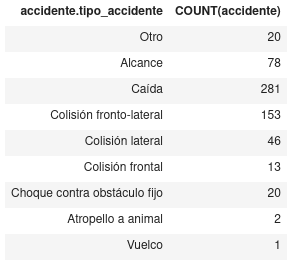 accidente.tipo_accidente COUNT(accidente)
Otro 20
Alcance 78
Caída 281
Colisión fronto-lateral 153
Colisión lateral 46
Colisión frontal 13
Choque contra obstáculo fijo 20
Atropello a animal 2
Vuelco 1